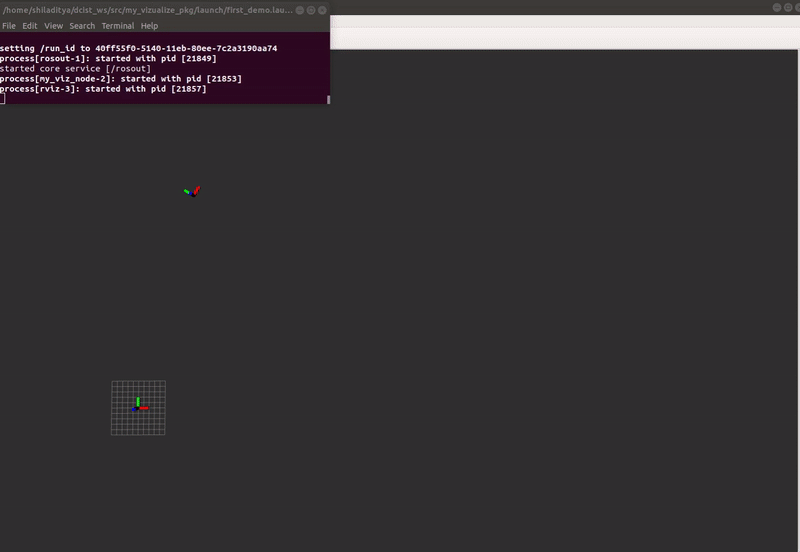 /home/shiladitya/dcist_ws/src/my_vizualize_pkg/launch/first_demo.lau...
File Edit View Search Terminal Help
setting /run_id to 40ff55f0-5140-11eb-80ee-7c2a3190aa74
process[rosout-1]: started with pid [21849]
started core service [/rosout]
process[my_viz_node-2]: started with pid [21853]
process[rviz-3]: started with pid [21857]